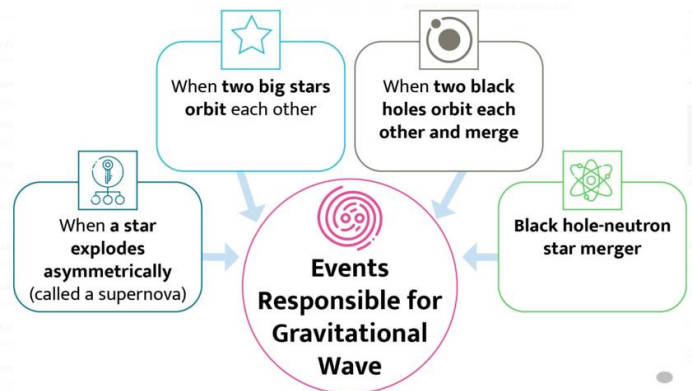 When two big stars
orbit each other
When two black
holes orbit each
other and merge
When a star
explodes
asymmetrically
(called a supernova)
Black hole-neutron
star merger
Events
Responsible for
Gravitational
Wave